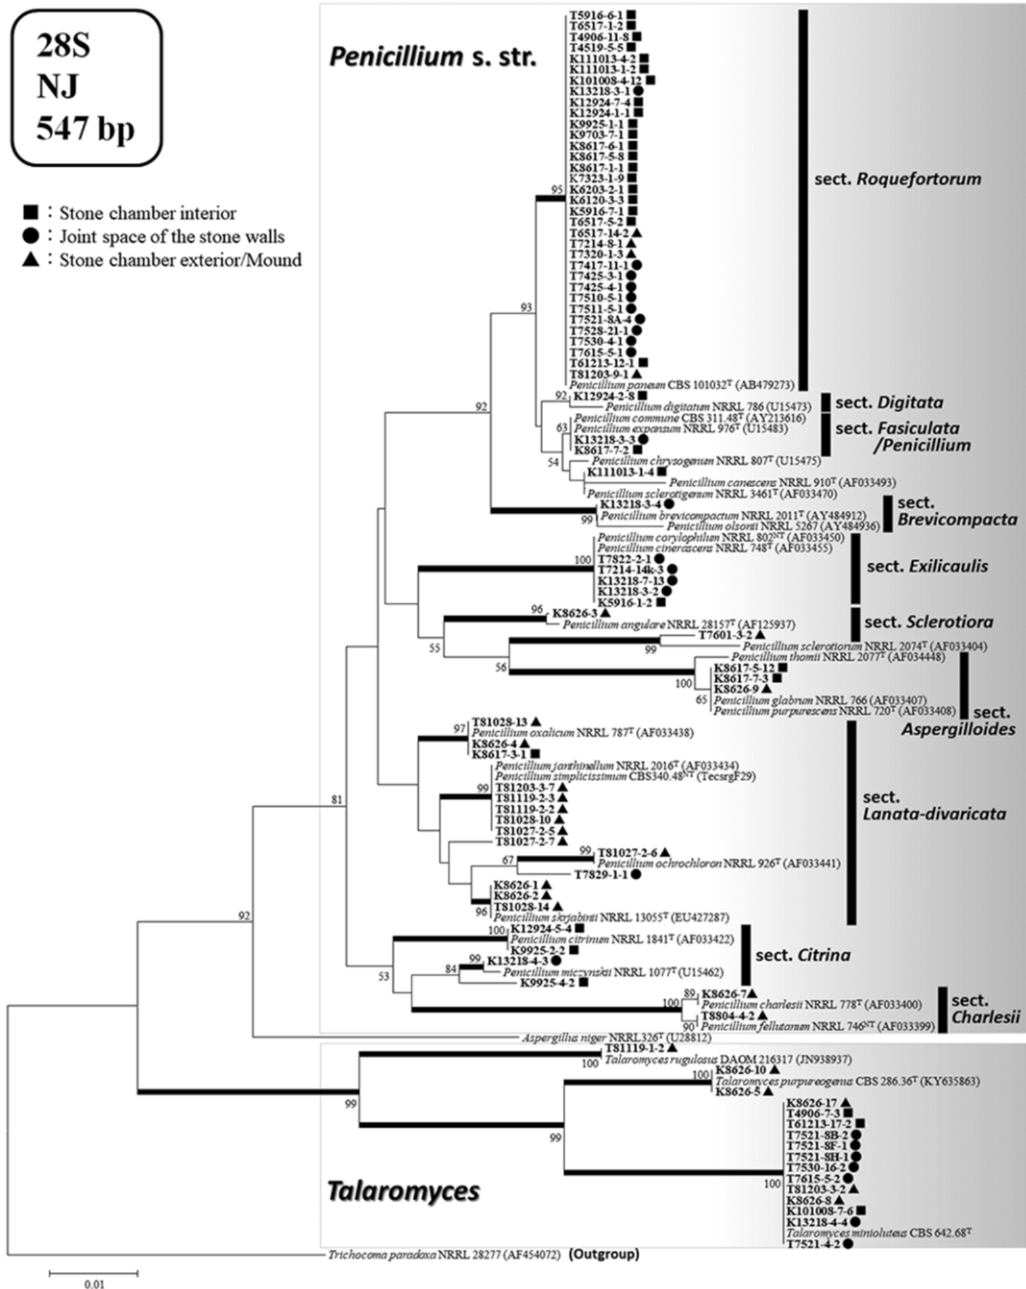 28S
NJ
547 bp
■ : Stone chamber interior
● : Joint space of the stone walls
▲ : Stone chamber exterior/Mound
Penicillium s. str.
T5916-6-1 ■
T6517-1-2 ■
T4906-11-8 ■
T4519-5-5 ■
K111013-4-2 ■
K111013-1-2 ■
K101008-4-12 ■
K13218-3-1 ●
K12924-7-4 ■
K12924-1-1 ■
K9925-1-1 ■
K9703-7-1 ■
K8617-6-1 ■
K8617-5-8 ■
K8617-1-1 ■
K7323-1-9 ■
K6203-2-1 ■
K6120-3-3 ■
K5916-7-1 ■
T6517-5-2 ■
T6517-14-2 ▲
T7214-8-1 ▲
T7320-1-3 ▲
T7417-11-1 ●
T7425-3-1 ●
T7425-4-1 ●
T7510-5-1 ●
T7511-5-1 ●
T7521-8A-4 ●
T7528-21-1 ●
T7530-4-1 ●
T7615-5-1 ●
T61213-12-1 ■
T81203-9-1 ▲
Penicillium paneum CBS 101032ᵀ (AB479273)
95
sect. Roquefortorum
93
92
92
K12924-2-8 ■
Penicillium digitatum NRRL 786 (U15473)
sect. Digitata
Penicillium commune CBS 311.48ᵀ (AY213616)
Penicillium expansum NRRL 976ᵀ (U15483)
63
K13218-3-3 ●
K8617-7-2 ■
sect. Fasiculata
/Penicillium
54
Penicillium chrysogenum NRRL 807ᵀ (U15475)
K111013-1-4 ■
Penicillium canescens NRRL 910ᵀ (AF033493)
Penicillium sclerotigenum NRRL 3461ᵀ (AF033470)
K13218-3-4 ●
Penicillium brevicompactum NRRL 2011ᵀ (AY484912)
99
Penicillium olsonii NRRL 5267 (AY484936)
sect.
Brevicompacta
Penicillium corylophilum NRRL 802ᴺᵀ (AF033450)
Penicillium cinerascens NRRL 748ᵀ (AF033455)
100
T7822-2-1 ●
T7214-14k-3 ●
K13218-7-13 ●
K13218-3-2 ●
K5916-1-2 ■
sect. Exilicaulis
96
K8626-3 ▲
Penicillium angulare NRRL 28157ᵀ (AF125937)
55
T7601-3-2 ▲
99
Penicillium sclerotiorum NRRL 2074ᵀ (AF033404)
sect. Sclerotiora
56
Penicillium thomii NRRL 2077ᵀ (AF034448)
K8617-5-12 ■
100
K8617-7-3 ■
K8626-9 ▲
65
Penicillium glabrum NRRL 766 (AF033407)
Penicillium purpurescens NRRL 720ᵀ (AF033408)
sect.
Aspergilloides
97
T81028-13 ▲
Penicillium oxalicum NRRL 787ᵀ (AF033438)
K8626-4 ▲
K8617-3-1 ■
Penicillium janthinellum NRRL 2016ᵀ (AF033434)
Penicillium simplicissimum CBS340.48ᴺᵀ (TecsrgF29)
99
T81203-3-7 ▲
T81119-2-3 ▲
T81119-2-2 ▲
T81028-10 ▲
T81027-2-5 ▲
T81027-2-7 ▲
99
T81027-2-6 ▲
67
Penicillium ochrochloron NRRL 926ᵀ (AF033441)
T7829-1-1 ●
K8626-1 ▲
K8626-2 ▲
T81028-14 ▲
96
Penicillium skrjabinii NRRL 13055ᵀ (EU427287)
sect.
Lanata-divaricata
81
K12924-5-4 ■
100
Penicillium citrinum NRRL 1841ᵀ (AF033422)
K9925-2-2 ■
99
K13218-4-3 ●
84
Penicillium miczynskii NRRL 1077ᵀ (U15462)
K9925-4-2 ■
53
sect. Citrina
89
K8626-7 ▲
100
Penicillium charlesii NRRL 778ᵀ (AF033400)
T8804-4-2 ▲
90
Penicillium fellutanum NRRL 746ᴺᵀ (AF033399)
sect.
Charlesii
92
Aspergillus niger NRRL326ᵀ (U28812)
T81119-1-2 ▲
100
Talaromyces rugulosus DAOM 216317 (JN938937)
99
K8626-10 ▲
100
Talaromyces purpureogenus CBS 286.36ᵀ (KY635863)
K8626-5 ▲
99
K8626-17 ▲
T4906-7-3 ■
T61213-17-2 ■
T7521-8B-2 ●
T7521-8F-1 ●
T7521-8H-1 ●
T7530-16-2 ●
T7615-5-2 ●
100
T81203-3-2 ▲
K8626-8 ▲
K101008-7-6 ■
K13218-4-4 ●
Talaromyces minioluteus CBS 642.68ᵀ
T7521-4-2 ●
Talaromyces
Trichocoma paradoxa NRRL 28277 (AF454072) (Outgroup)
0.01